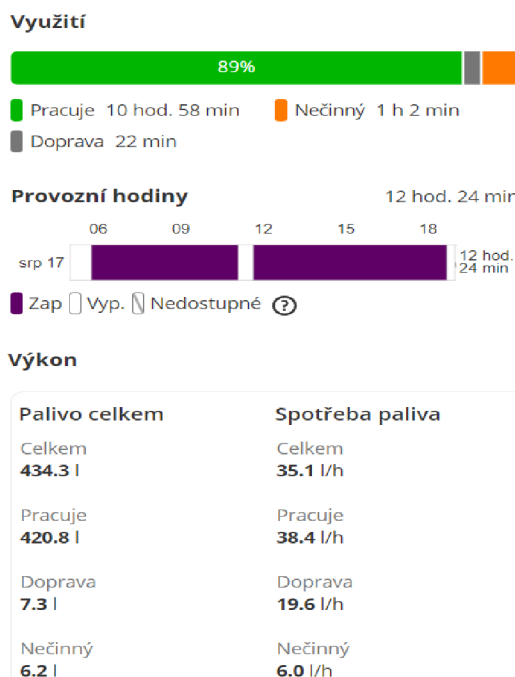 Využití
89%
Pracuje 10 hod. 58 min Nečinný 1 h 2 min
Doprava 22 min
Provozní hodiny 12 hod. 24 min
06 09 12 15 18
srp 17 12 hod. 24 min
Zap Vyp. Nedostupné ?
Výkon
Palivo celkem Spotřeba paliva
Celkem Celkem
434.3 l 35.1 l/h
Pracuje Pracuje
420.8 l 38.4 l/h
Doprava Doprava
7.3 l 19.6 l/h
Nečinný Nečinný
6.2 l 6.0 l/h